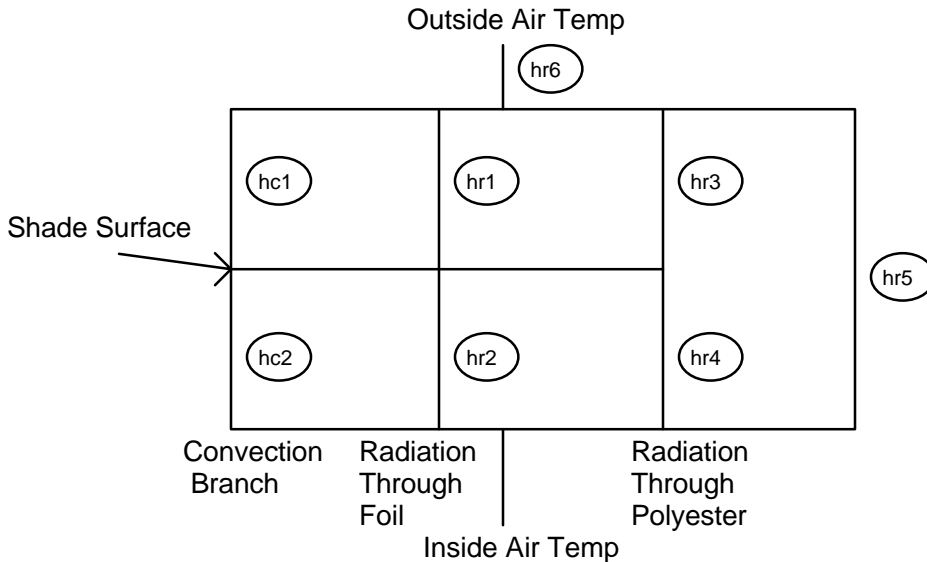 Outside Air Temp
hr6
hc1
hr1
hr3
Shade Surface
hr5
hc2
hr2
hr4
Convection
Branch
Radiation
Through
Foil
Radiation
Through
Polyester
Inside Air Temp